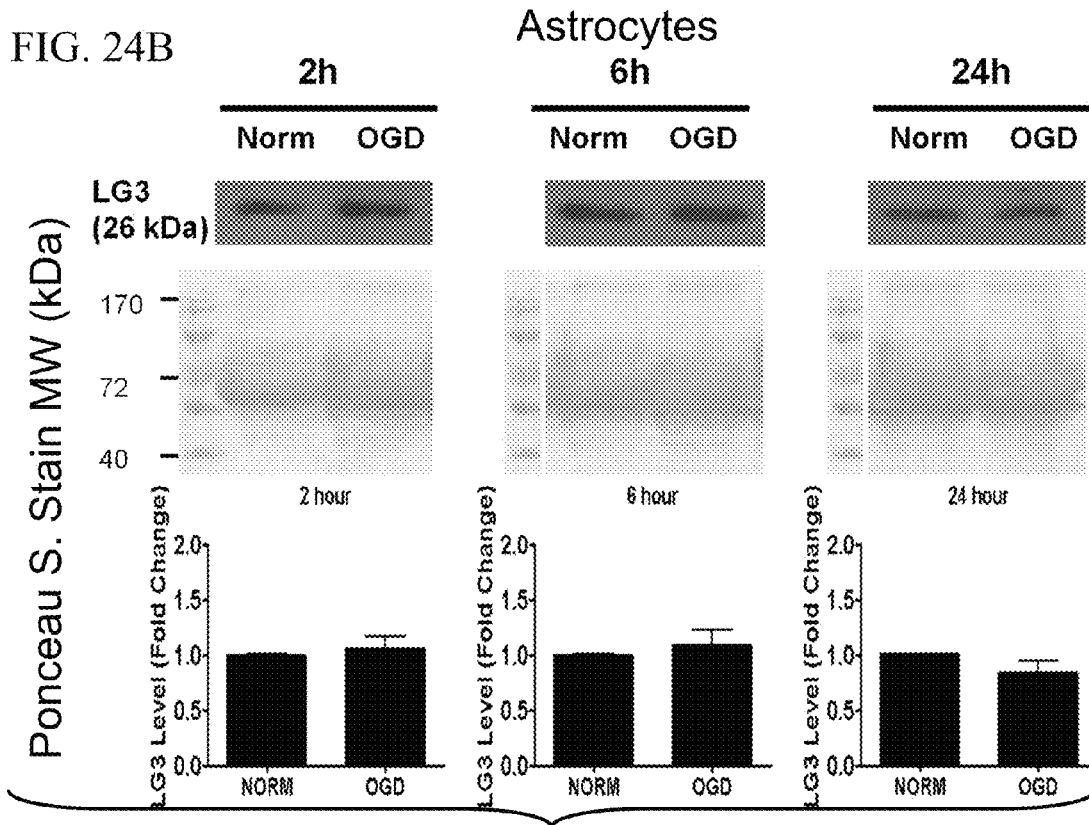 FIG. 24B
Astrocytes
2h 6h 24h
Norm OGD Norm OGD Norm OGD
LG3
(26 kDa)
Ponceau S. Stain MW (kDa)
170
72
40
2 hour 6 hour 24 hour
LG3 Level (Fold Change) LG3 Level (Fold Change) LG3 Level (Fold Change)
2.0 2.0 2.0
1.5 1.5 1.5
1.0 1.0 1.0
0.5 0.5 0.5
0.0 0.0 0.0
NORM OGD NORM OGD NORM OGD